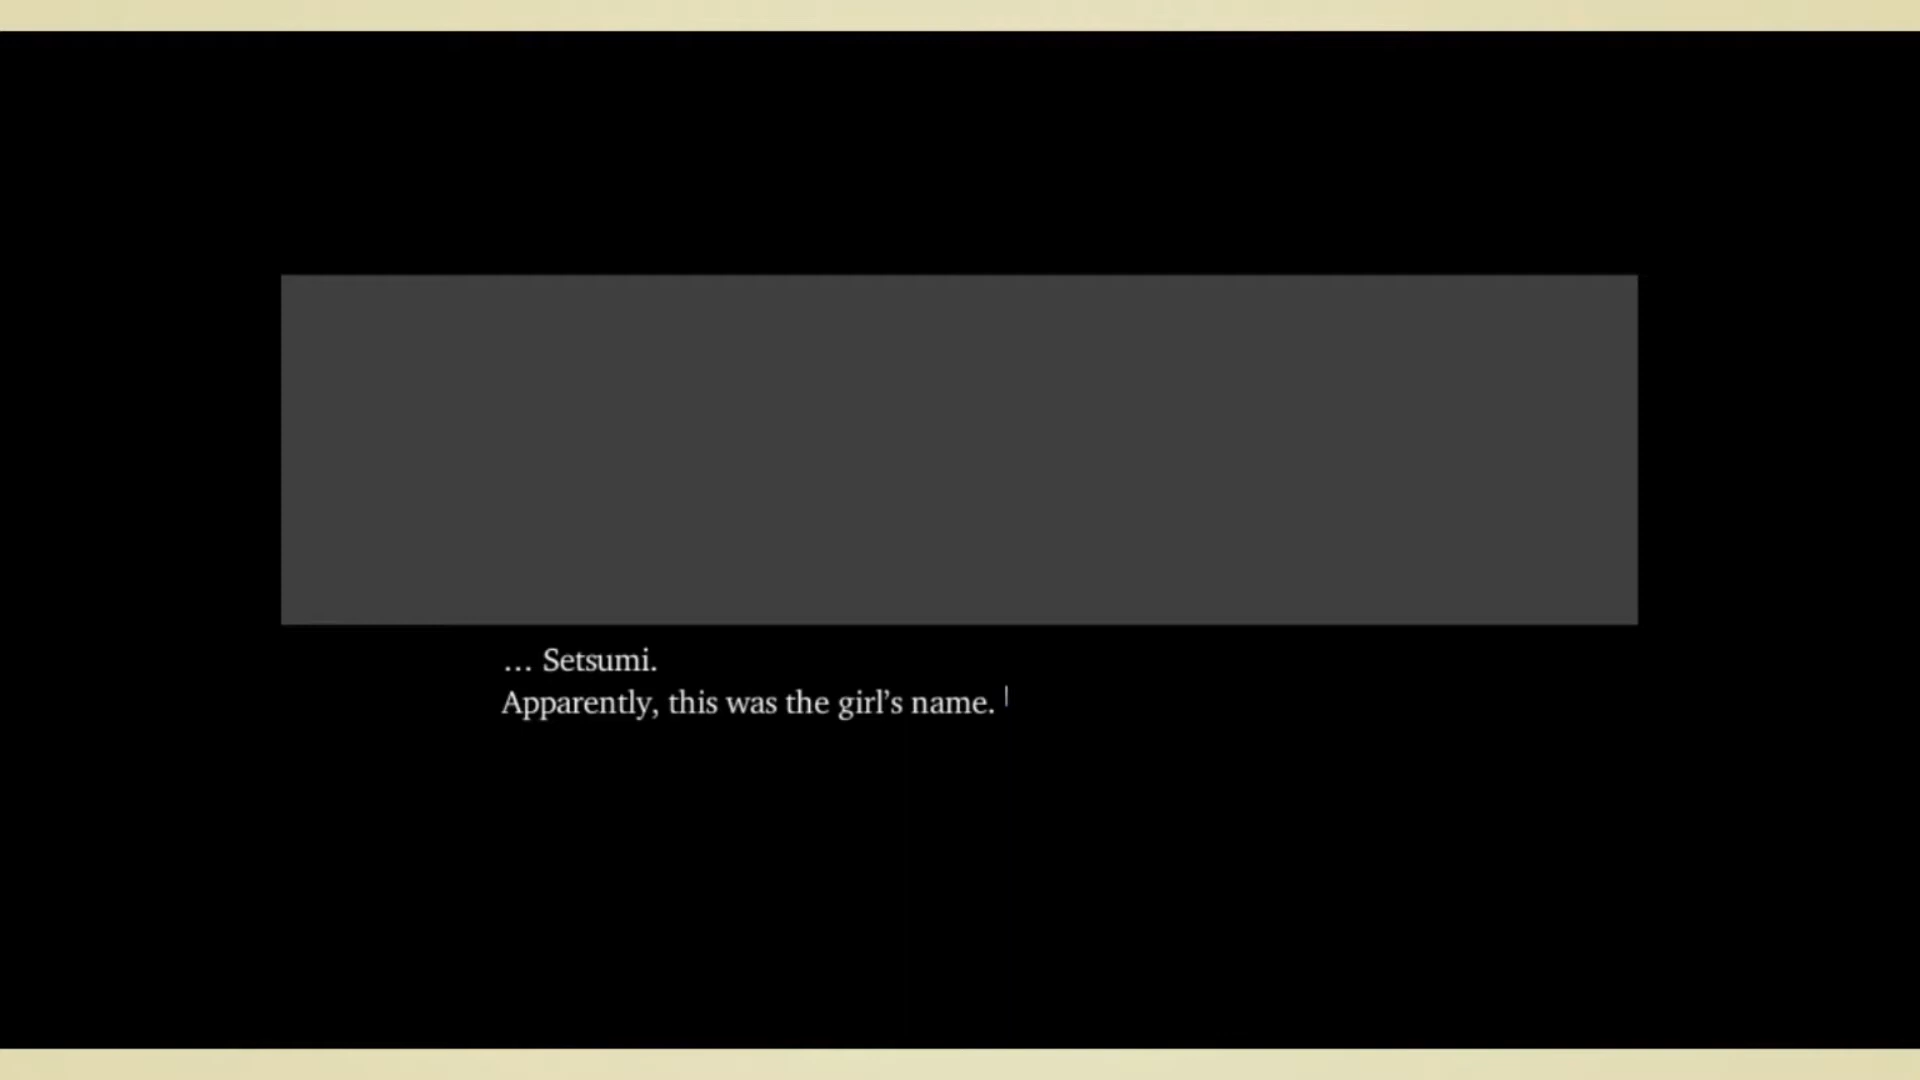 … Setsumi.
Apparently, this was the girl’s name.